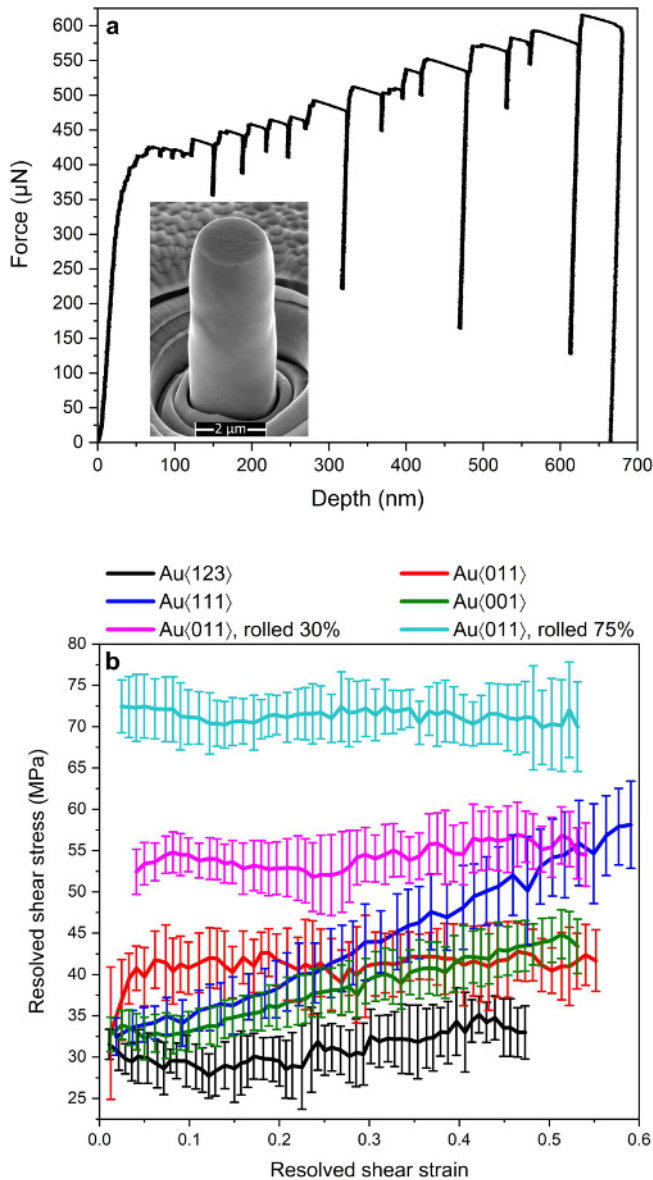 a
600
550
500
450
400
350
300
250
200
150
100
50
0
Force (µN)
2 µm
0 100 200 300 400 500 600 700
Depth (nm)
Au⟨123⟩ Au⟨011⟩
Au⟨111⟩ Au⟨001⟩
Au⟨011⟩, rolled 30% Au⟨011⟩, rolled 75%
b
80
75
70
65
60
55
50
45
40
35
30
25
Resolved shear stress (MPa)
0.0 0.1 0.2 0.3 0.4 0.5 0.6
Resolved shear strain